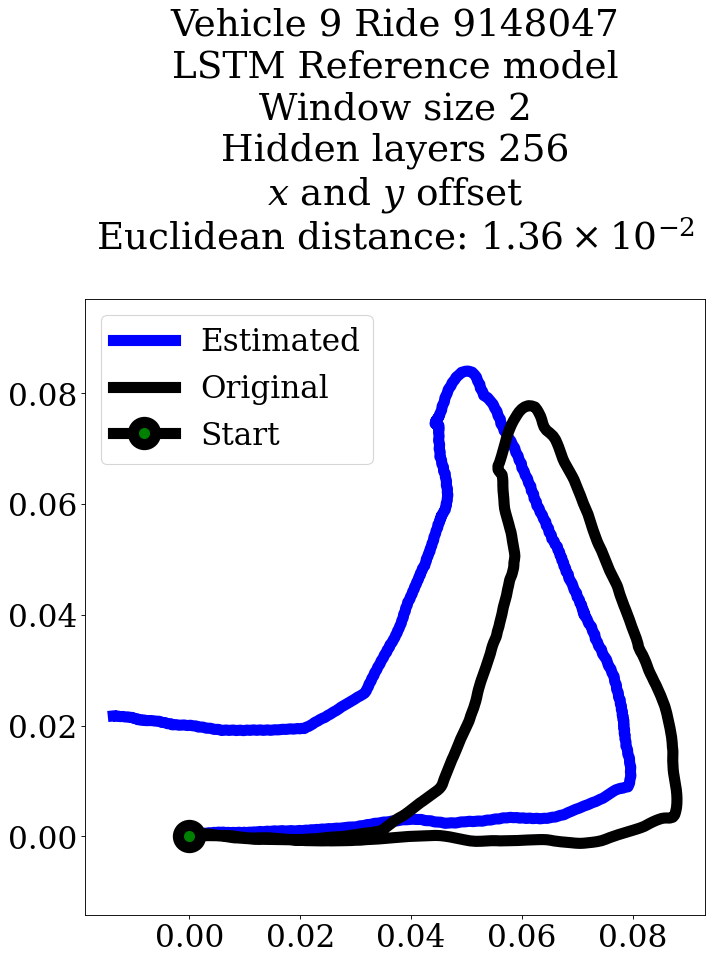 Vehicle 9 Ride 9148047
LSTM Reference model
Window size 2
Hidden layers 256
x and y offset
Euclidean distance: 1.36 × 10⁻²
Estimated
Original
Start
0.08
0.06
0.04
0.02
0.00
0.00 0.02 0.04 0.06 0.08